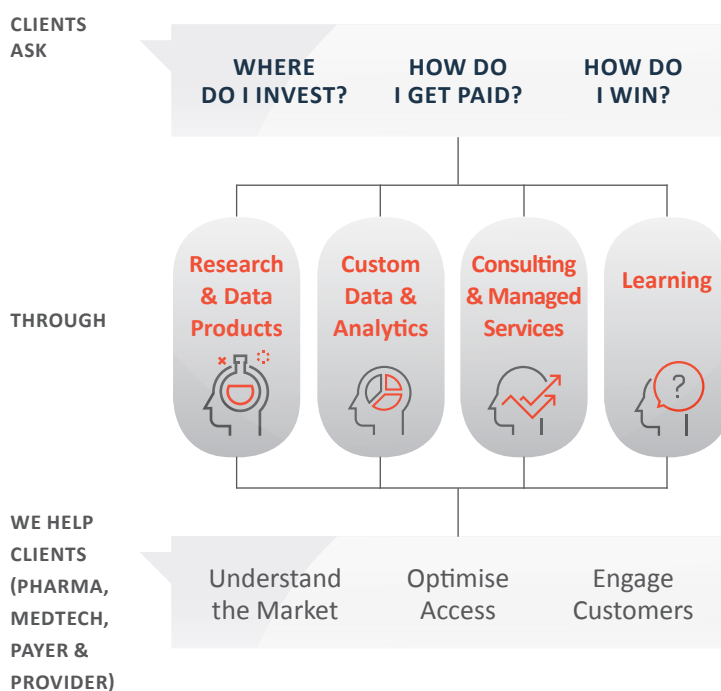 CLIENTS
ASK
WHERE
DO I INVEST?
HOW DO
I GET PAID?
HOW DO
I WIN?
THROUGH
Research
& Data
Products
Custom
Data &
Analytics
Consulting
& Managed
Services
Learning
?
WE HELP
CLIENTS
(PHARMA,
MEDTECH,
PAYER &
PROVIDER)
Understand
the Market
Optimise
Access
Engage
Customers